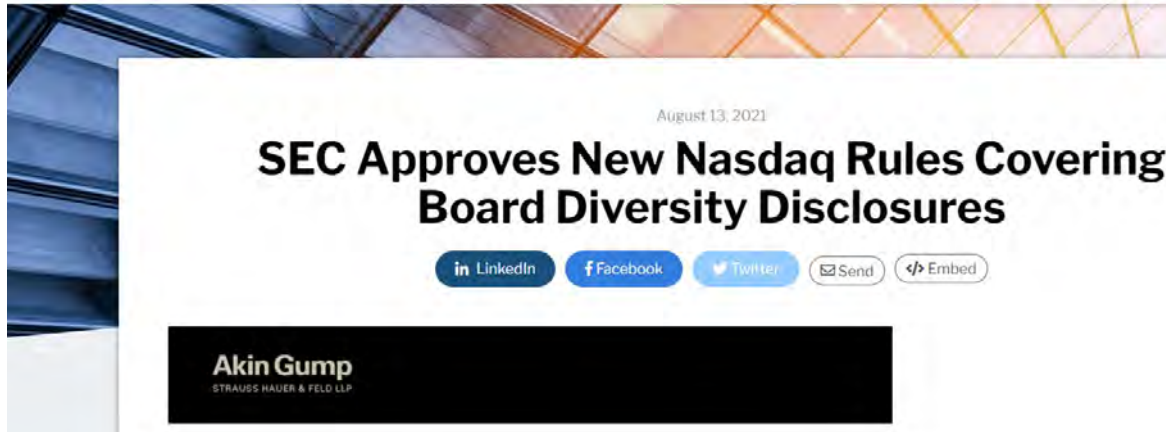 August 13, 2021
SEC Approves New Nasdaq Rules Covering
Board Diversity Disclosures
in LinkedIn f Facebook Twitter Send </> Embed
Akin Gump
STRAUSS HAUER & FELD LLP